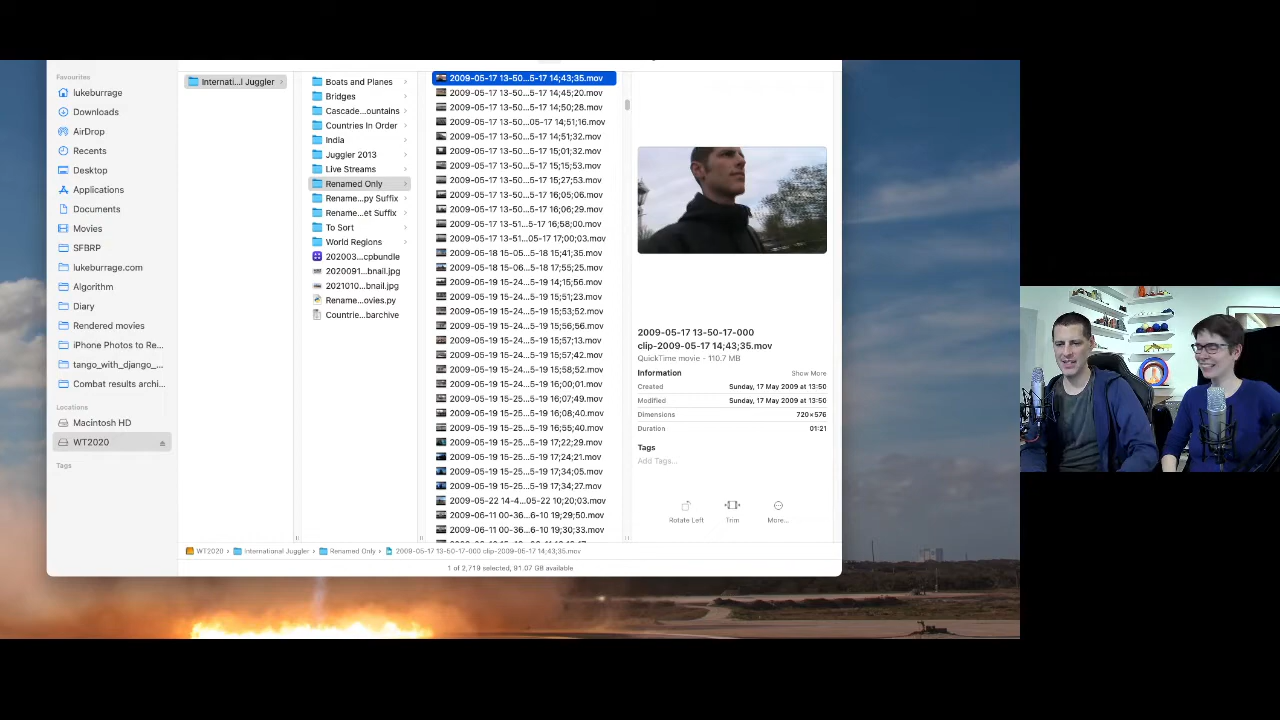 Favourites
lukeburrage
Downloads
AirDrop
Recents
Desktop
Applications
Documents
Movies
SFBRP
lukeburrage.com
Algorithm
Diary
Rendered movies
iPhone Photos to Re...
tango_with_django_...
Combat results archi...
Locations
Macintosh HD
WT2020
Tags
Internati...l Juggler
Boats and Planes
Bridges
Cascade...ountains
Countries In Order
India
Juggler 2013
Live Streams
Renamed Only
Rename...py Suffix
Rename...et Suffix
To Sort
World Regions
202003...cpbundle
2020091...bnail.jpg
2021010...bnail.jpg
Rename...ovies.py
Countrie...barchive
2009-05-17 13-50...5-17 14;43;35.mov
2009-05-17 13-50...5-17 14;45;20.mov
2009-05-17 13-50...5-17 14;50;28.mov
2009-05-17 13-50...05-17 14;51;16.mov
2009-05-17 13-50...5-17 14;51;32.mov
2009-05-17 13-50...5-17 15;01;32.mov
2009-05-17 13-50...5-17 15;15;53.mov
2009-05-17 13-50...5-17 15;27;53.mov
2009-05-17 13-50...5-17 16;05;06.mov
2009-05-17 13-50...5-17 16;06;29.mov
2009-05-17 13-51...5-17 16;58;00.mov
2009-05-17 13-51...05-17 17;00;03.mov
2009-05-18 15-05...5-18 15;41;35.mov
2009-05-18 15-06...5-18 17;55;25.mov
2009-05-19 15-24...5-19 14;15;56.mov
2009-05-19 15-24...5-19 15;51;23.mov
2009-05-19 15-24...5-19 15;53;52.mov
2009-05-19 15-24...5-19 15;56;56.mov
2009-05-19 15-24...5-19 15;57;13.mov
2009-05-19 15-24...5-19 15;57;42.mov
2009-05-19 15-24...5-19 15;58;52.mov
2009-05-19 15-24...5-19 16;00;01.mov
2009-05-19 15-24...5-19 16;07;49.mov
2009-05-19 15-24...5-19 16;08;40.mov
2009-05-19 15-24...5-19 16;55;40.mov
2009-05-19 15-25...5-19 17;22;29.mov
2009-05-19 15-25...5-19 17;24;21.mov
2009-05-19 15-25...5-19 17;34;05.mov
2009-05-19 15-25...5-19 17;34;27.mov
2009-05-22 14-4...05-22 10;20;03.mov
2009-06-11 00-36...6-10 19;29;50.mov
2009-06-11 00-36...6-10 19;30;33.mov
2009-05-17 13-50-17-000
clip-2009-05-17 14;43;35.mov
QuickTime movie - 110.7 MB
Information Show More
Created Sunday, 17 May 2009 at 13:50
Modified Sunday, 17 May 2009 at 13:50
Dimensions 720×576
Duration 01:21
Tags
Add Tags...
Rotate Left Trim More...
WT2020 › International Juggler › Renamed Only › 2009-05-17 13-50-17-000 clip-2009-05-17 14;43;35.mov
1 of 2,719 selected, 91.07 GB available